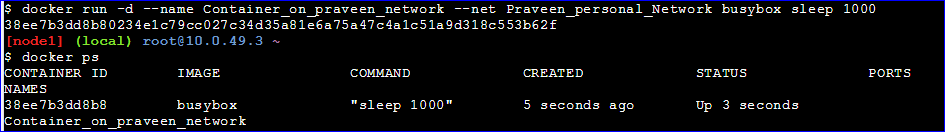 $ docker run -d --name Container_on_praveen_network --net Praveen_personal_Network busybox sleep 1000
38ee7b3dd8b80234e1c79cc027c34d35a81e6a75a47c4a1c51a9d318c553b62f
[node1] (local) root@10.0.49.3 ~
$ docker ps
CONTAINER ID IMAGE COMMAND CREATED STATUS PORTS
NAMES
38ee7b3dd8b8 busybox "sleep 1000" 5 seconds ago Up 3 seconds
Container_on_praveen_network